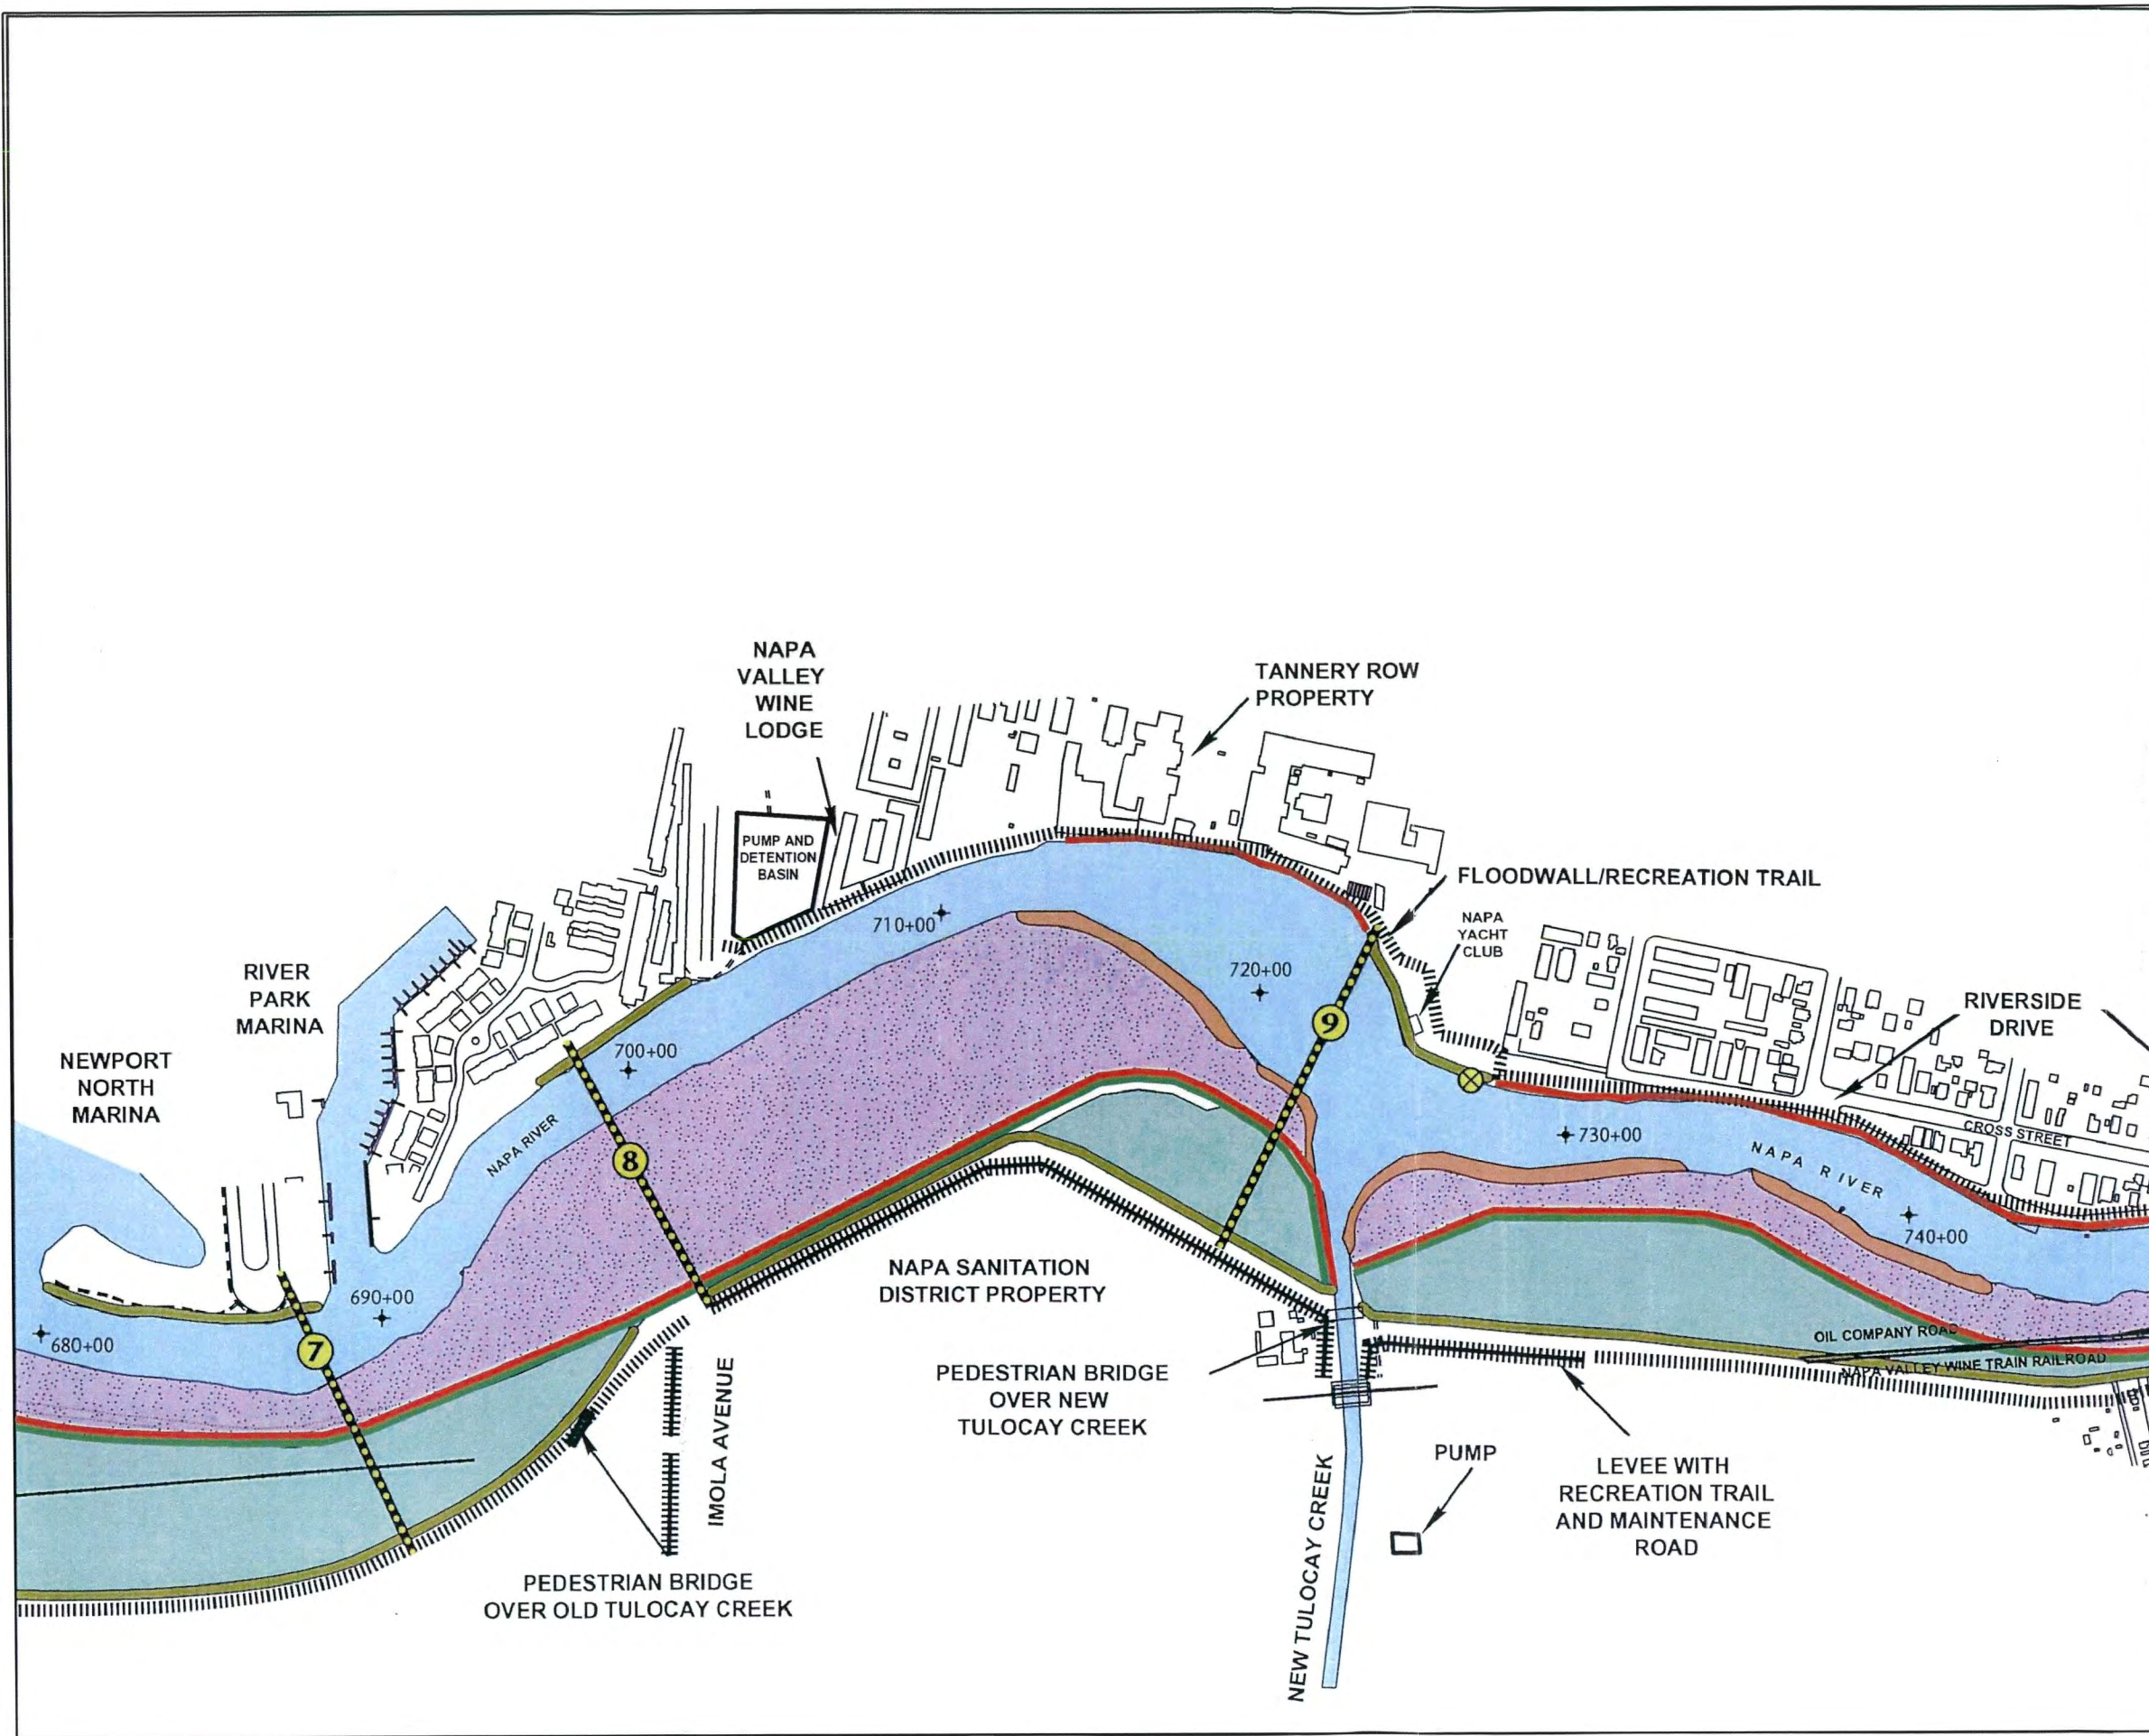 NAPA
VALLEY
WINE
LODGE
TANNERY ROW
PROPERTY
PUMP AND
DETENTION
BASIN
FLOODWALL/RECREATION TRAIL
NAPA
YACHT
CLUB
710+00
720+00
RIVER
PARK
MARINA
RIVERSIDE
DRIVE
NEWPORT
NORTH
MARINA
700+00
9
730+00
CROSS STREET
NAPA RIVER
NAPA RIVER
8
740+00
NAPA SANITATION
DISTRICT PROPERTY
690+00
680+00
7
OIL COMPANY ROAD
NAPA VALLEY WINE TRAIN RAILROAD
PEDESTRIAN BRIDGE
OVER NEW
TULOCAY CREEK
IMOLA AVENUE
PUMP
LEVEE WITH
RECREATION TRAIL
AND MAINTENANCE
ROAD
NEW TULOCAY CREEK
PEDESTRIAN BRIDGE
OVER OLD TULOCAY CREEK